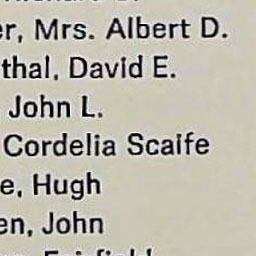 er, Mrs. Albert D.
thal, David E.
John L.
Cordelia Scaife
e, Hugh
en, John